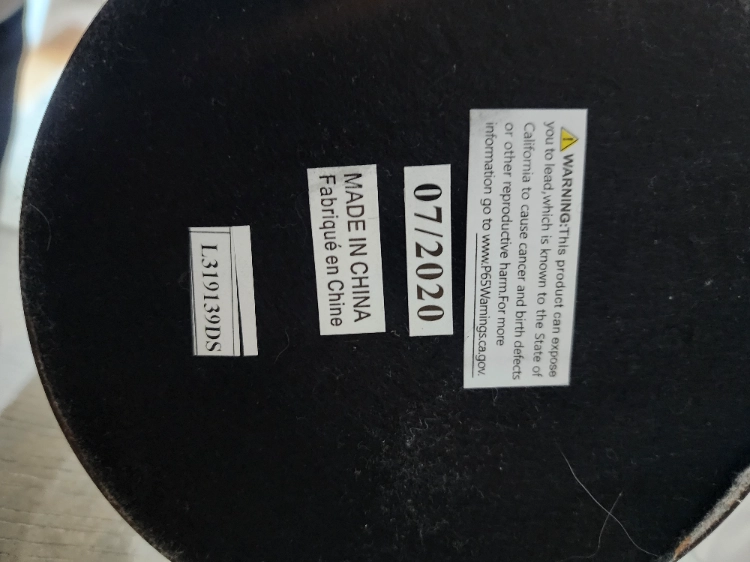 ⚠ WARNING:This product can expose
you to lead,which is known to the State of
California to cause cancer and birth defects
or other reproductive harm.For more
information go to www.P65Warnings.ca.gov.
07/2020
MADE IN CHINA
Fabriqué en Chine
L319139DS